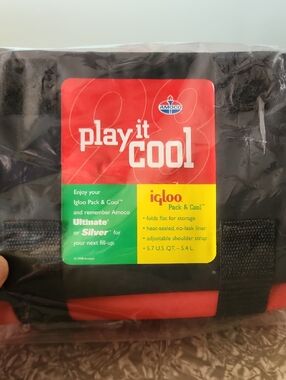 AMOCO
play it
COOL
Enjoy your
Igloo Pack & Cool™
and remember Amoco
Ultimate®
or Silver® for
your next fill-up.
igloo
Pack & Cool™
• folds flat for storage
• heat-sealed, no-leak liner
• adjustable shoulder strap
• 5.7 U.S. QT. – 5.4 L.